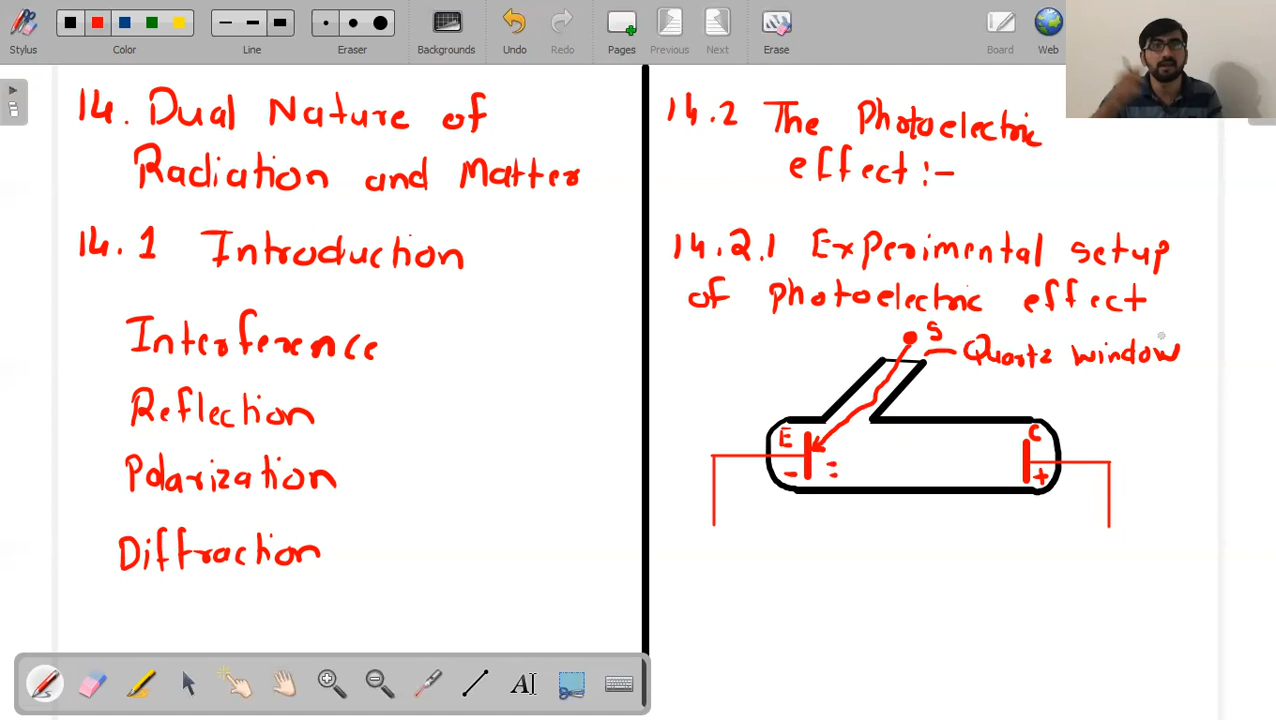 Stylus
Color
Line
Eraser
Backgrounds
Undo
Redo
Pages
Previous
Next
Erase
Board
Web
14. Dual Nature of
Radiation and Matter
14.1 Introduction
Interference
Reflection
Polarization
Diffraction
14.2 The Photoelectric
effect :-
14.2.1 Experimental setup
of photoelectric effect
S
Quartz window
E
C
-
+